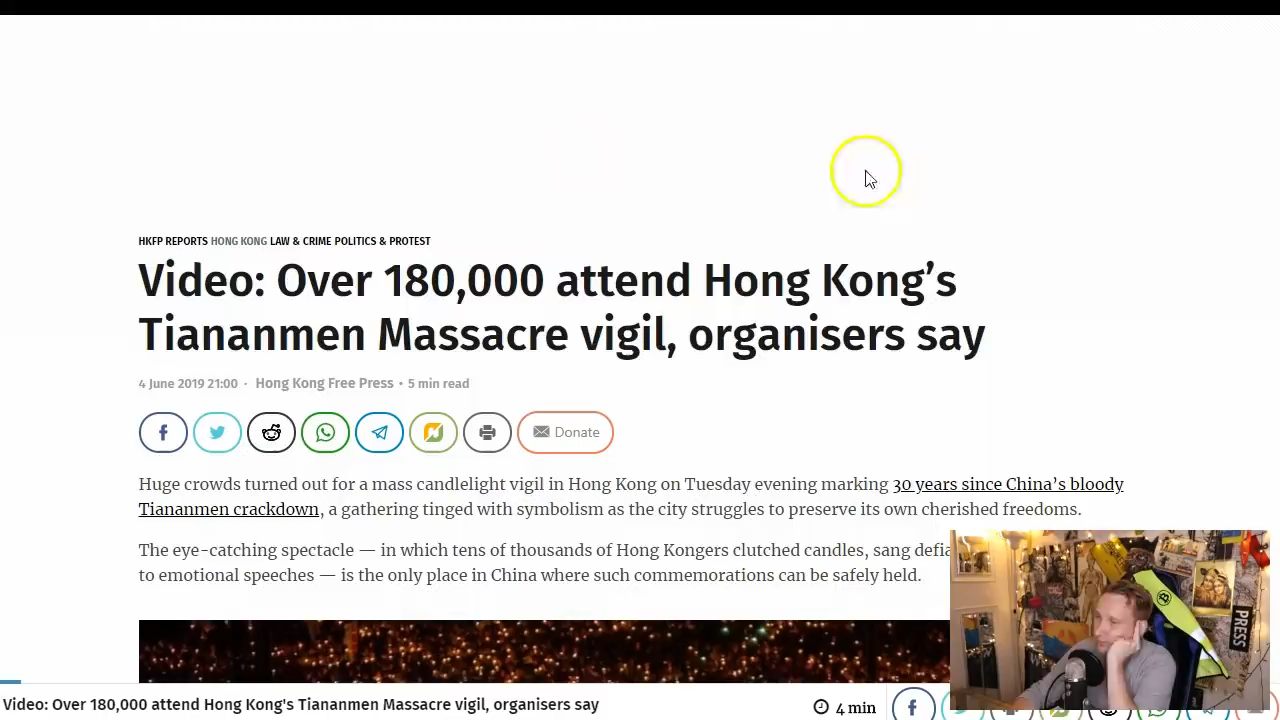 HKFP REPORTS HONG KONG LAW & CRIME POLITICS & PROTEST
Video: Over 180,000 attend Hong Kong’s
Tiananmen Massacre vigil, organisers say
4 June 2019 21:00 · Hong Kong Free Press • 5 min read
Donate
Huge crowds turned out for a mass candlelight vigil in Hong Kong on Tuesday evening marking 30 years since China’s bloody
Tiananmen crackdown, a gathering tinged with symbolism as the city struggles to preserve its own cherished freedoms.
The eye-catching spectacle — in which tens of thousands of Hong Kongers clutched candles, sang
to emotional speeches — is the only place in China where such commemorations can be safely held.
PRESS
Video: Over 180,000 attend Hong Kong's Tiananmen Massacre vigil, organisers say
4 min